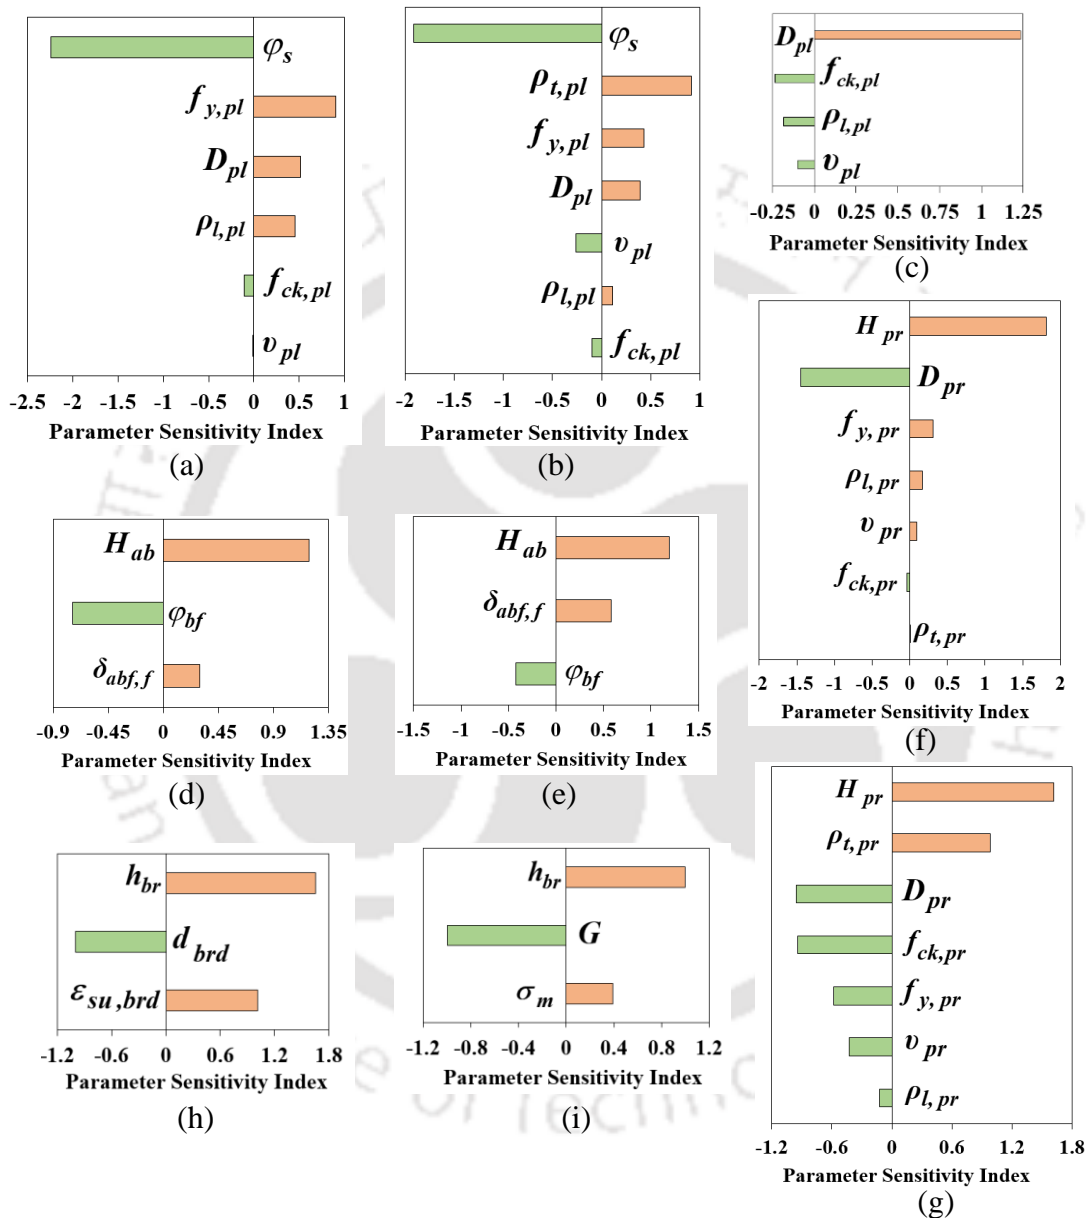 φs
fy,pl
Dpl
ρl,pl
fck,pl
υpl
-2.5 -2 -1.5 -1 -0.5 0 0.5 1
Parameter Sensitivity Index
(a)
φs
ρt,pl
fy,pl
Dpl
υpl
ρl,pl
fck,pl
-2 -1.5 -1 -0.5 0 0.5 1
Parameter Sensitivity Index
(b)
Dpl
fck,pl
ρl,pl
υpl
-0.25 0 0.25 0.5 0.75 1 1.25
Parameter Sensitivity Index
(c)
Hab
φbf
δabf,f
-0.9 -0.45 0 0.45 0.9 1.35
Parameter Sensitivity Index
(d)
Hab
δabf,f
φbf
-1.5 -1 -0.5 0 0.5 1 1.5
Parameter Sensitivity Index
(e)
Hpr
Dpr
fy,pr
ρl,pr
υpr
fck,pr
ρt,pr
-2 -1.5 -1 -0.5 0 0.5 1 1.5 2
Parameter Sensitivity Index
(f)
hbr
dbrd
εsu,brd
-1.2 -0.6 0 0.6 1.2 1.8
Parameter Sensitivity Index
(h)
hbr
G
σm
-1.2 -0.8 -0.4 0 0.4 0.8 1.2
Parameter Sensitivity Index
(i)
Hpr
ρt,pr
Dpr
fck,pr
fy,pr
υpr
ρl,pr
-1.2 -0.6 0 0.6 1.2 1.8
Parameter Sensitivity Index
(g)